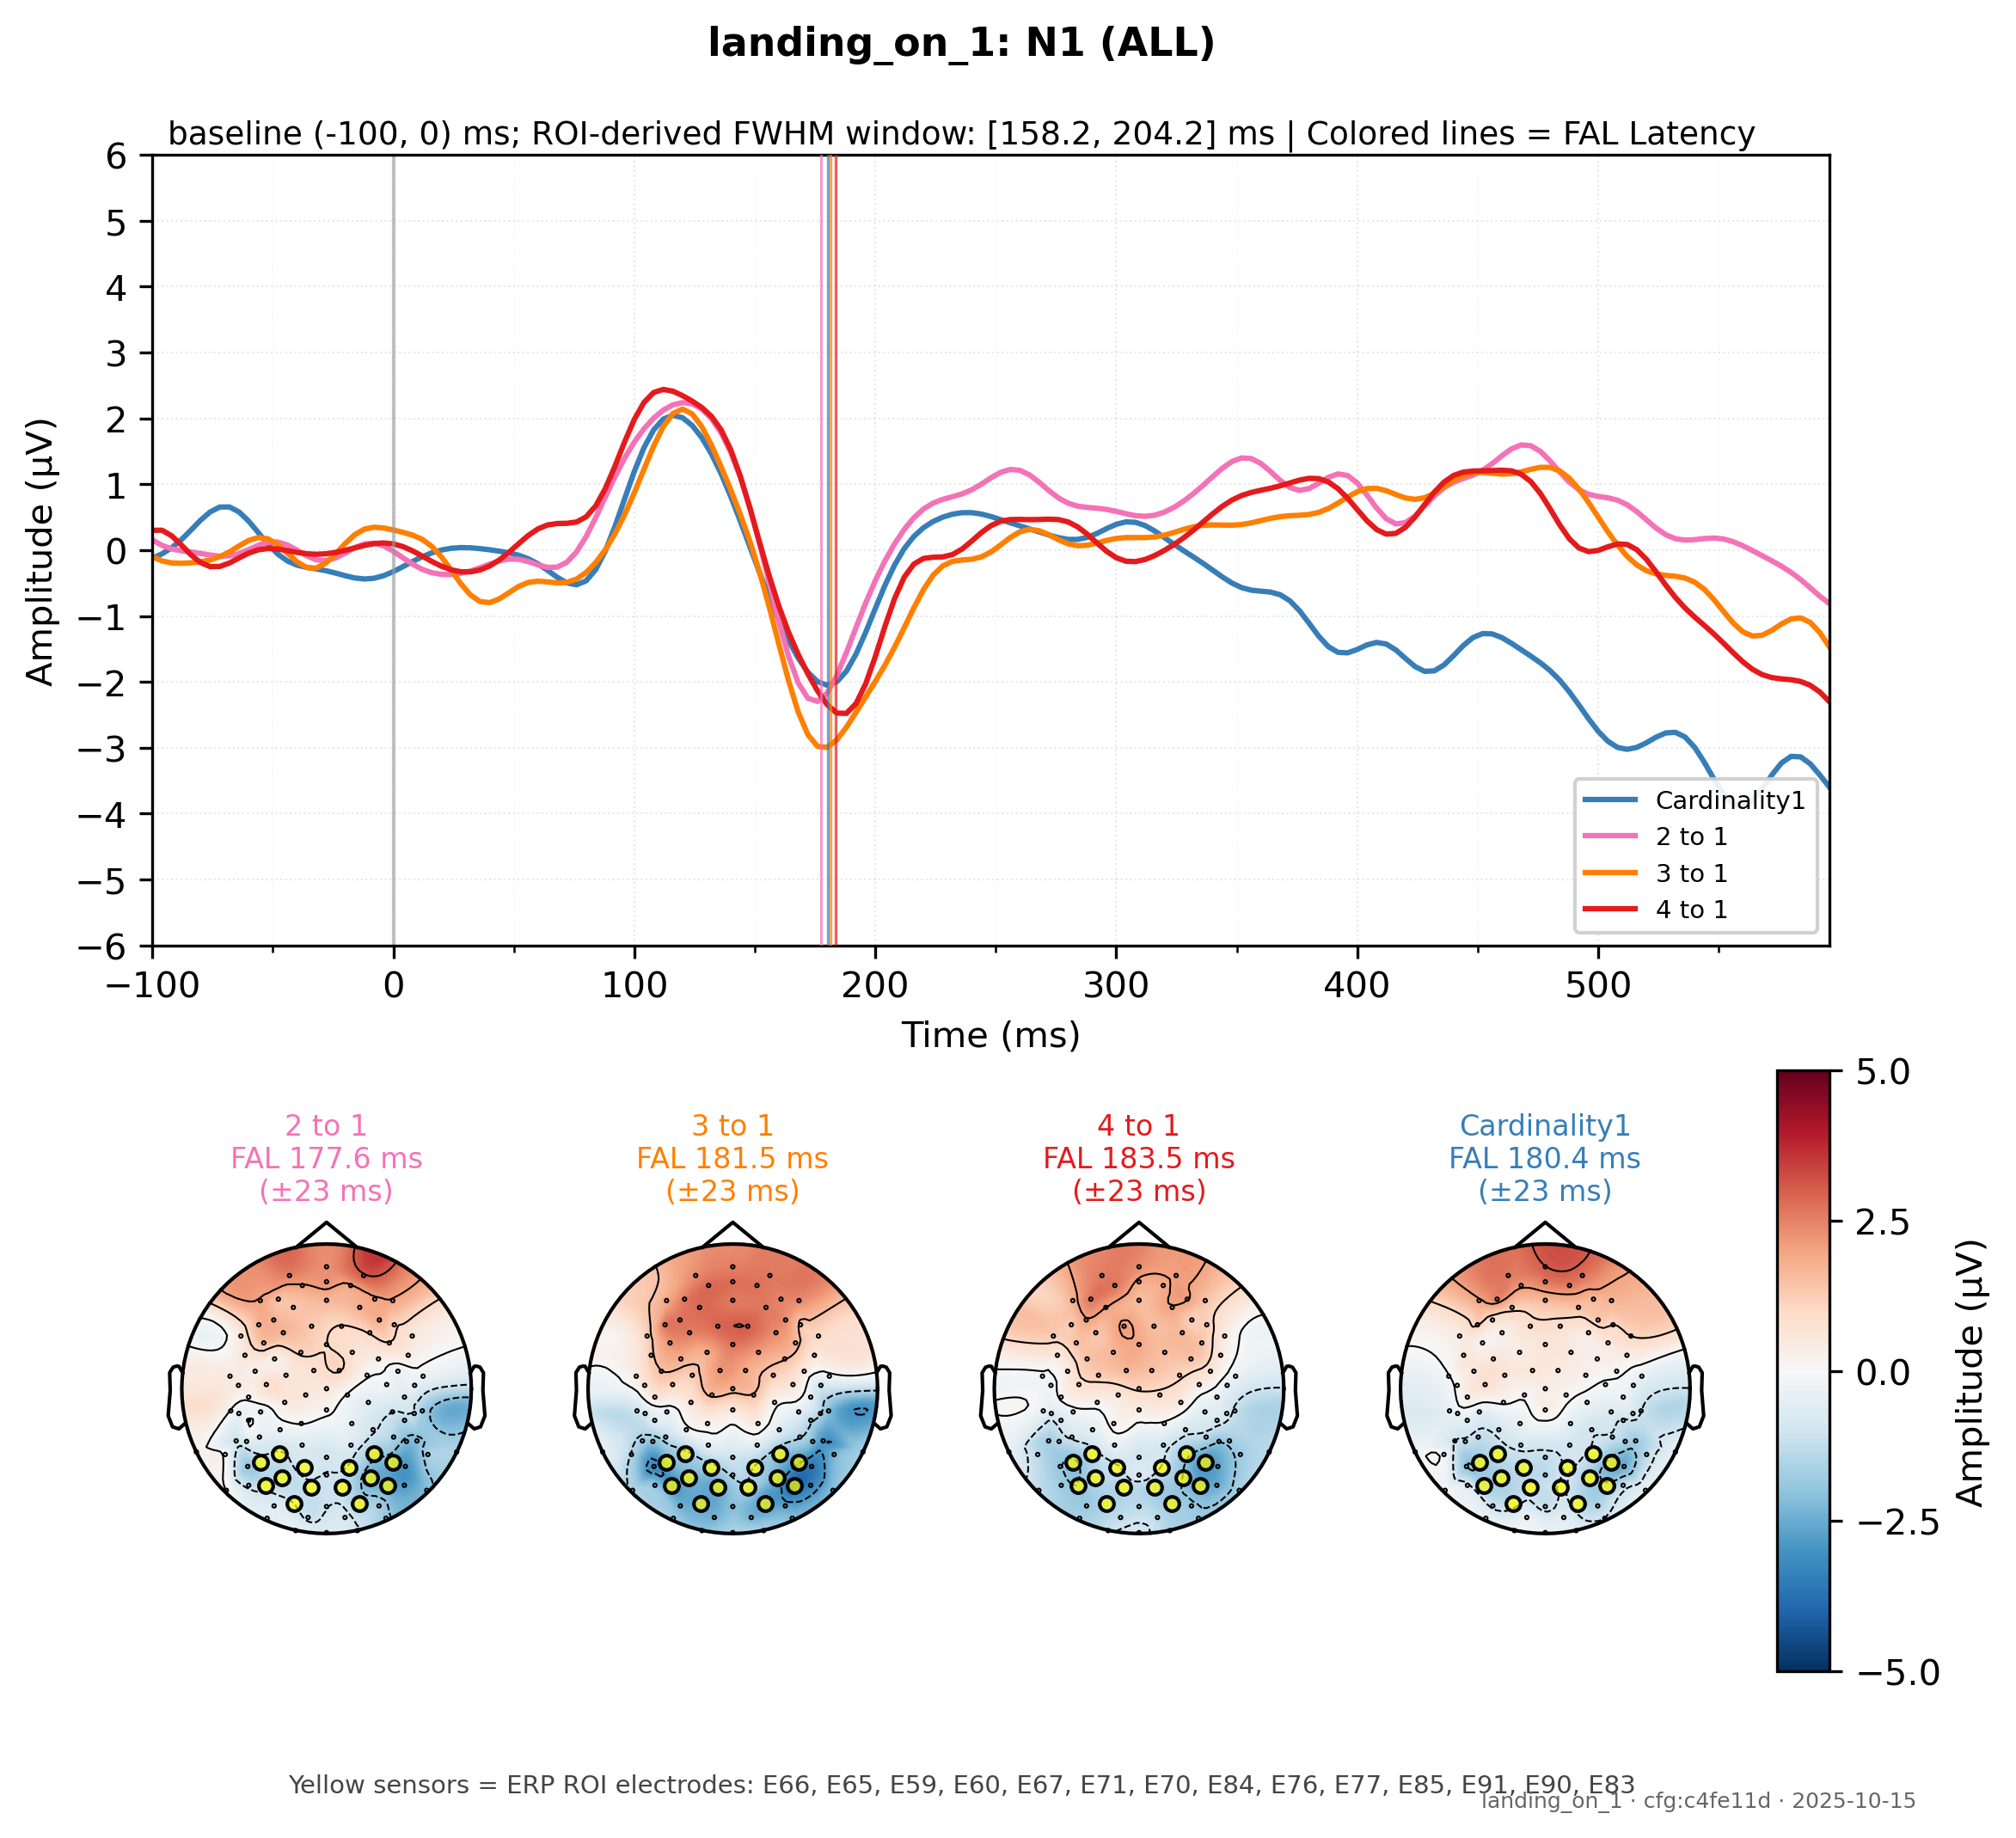 landing_on_1: N1 (ALL)
baseline (-100, 0) ms; ROI-derived FWHM window: [158.2, 204.2] ms | Colored lines = FAL Latency
6
5
4
3
2
1
0
−1
−2
−3
−4
−5
−6
Amplitude (µV)
Cardinality1
2 to 1
3 to 1
4 to 1
−100
0
100
200
300
400
500
Time (ms)
2 to 1
FAL 177.6 ms
(±23 ms)
3 to 1
FAL 181.5 ms
(±23 ms)
4 to 1
FAL 183.5 ms
(±23 ms)
Cardinality1
FAL 180.4 ms
(±23 ms)
5.0
2.5
0.0
−2.5
−5.0
Amplitude (µV)
Yellow sensors = ERP ROI electrodes: E66, E65, E59, E60, E67, E71, E70, E84, E76, E77, E85, E91, E90, E83
landing_on_1 · cfg:c4fe11d · 2025-10-15